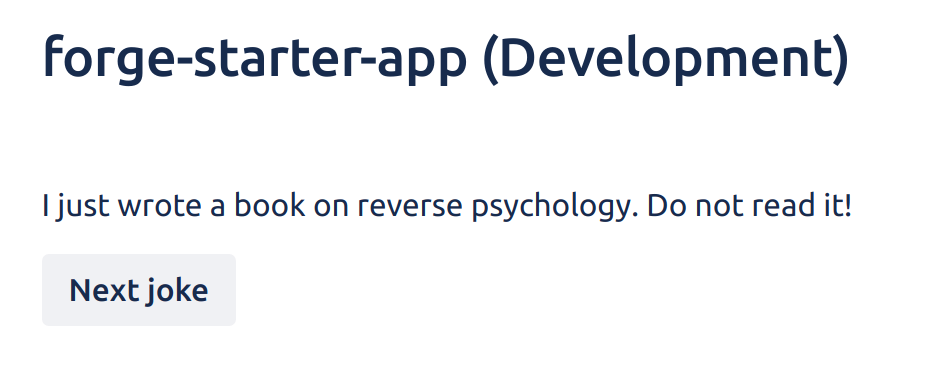 forge-starter-app (Development)
I just wrote a book on reverse psychology. Do not read it!
Next joke